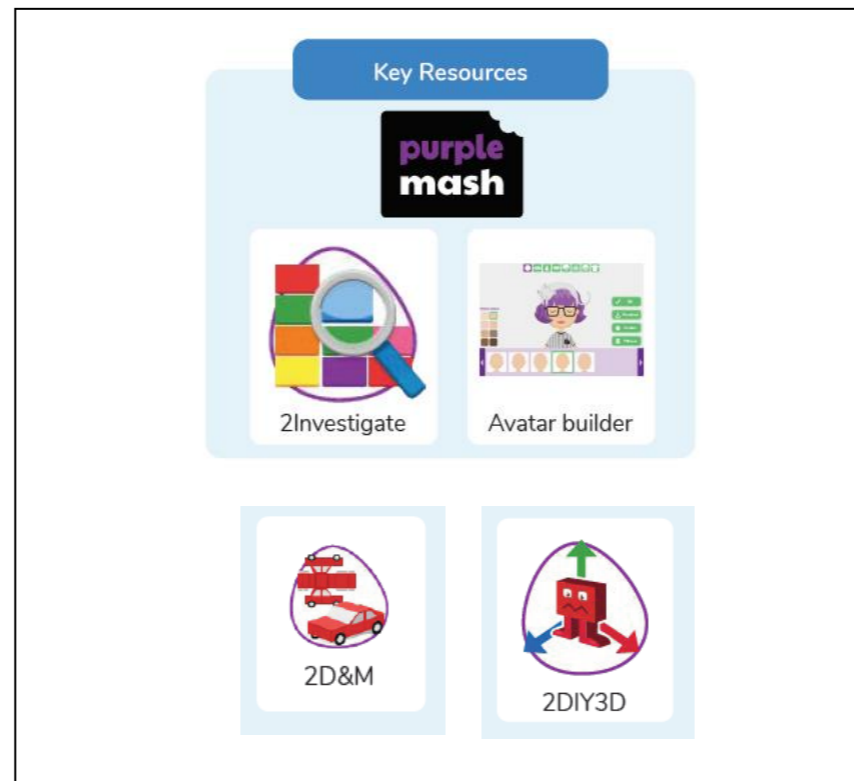 Key Resources
purple
mash
2Investigate
Avatar builder
2D&M
2DIY3D